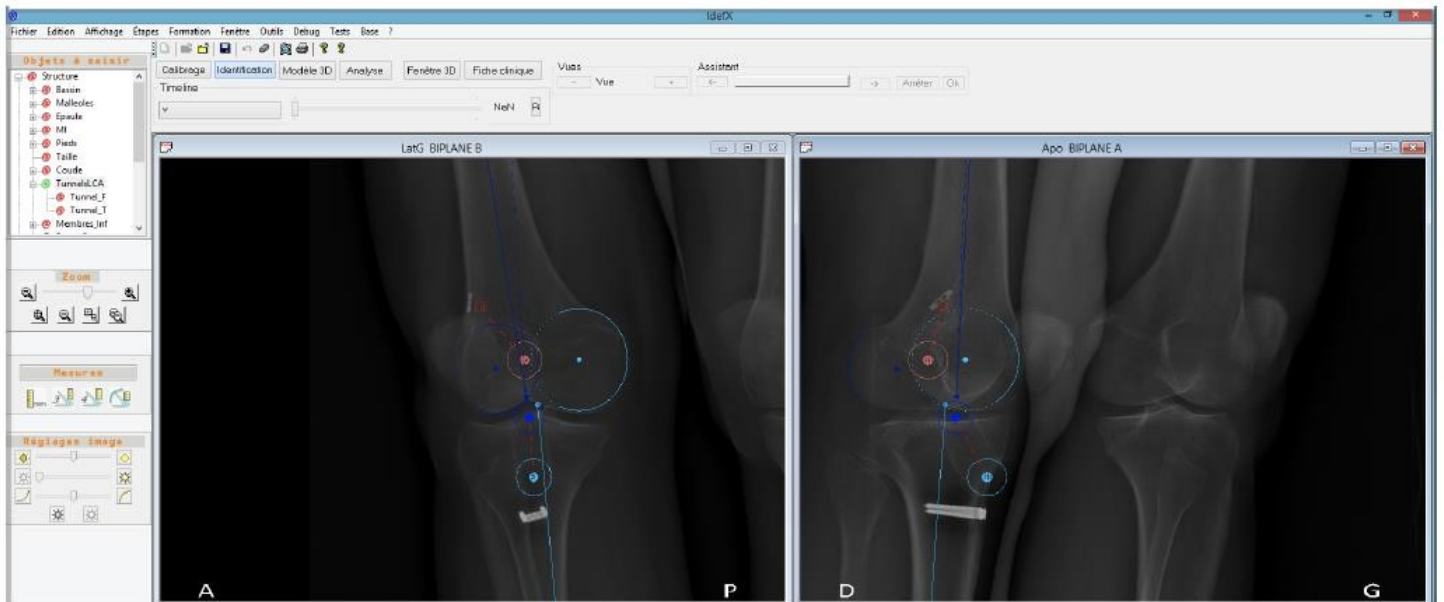 IdefX
Fichier Edition Affichage Étapes Formation Fenêtre Outils Debug Tests Base ?
Objets à saisir
Structure
Bassin
Malleoles
Epaule
MI
Pieds
Taille
Coude
TunnelsLCA
Tunnel_F
Tunnel_T
Membres_Inf
Calibrage Identification Modèle 3D Analyse Fenêtre 3D Fiche clinique
Vues
- Vue +
Assistant
<- -> Arrêter Ok
Timeline
NeN
Zoom
Mesures
Réglages image
LatG BIPLANE B
A P
Apo BIPLANE A
D G